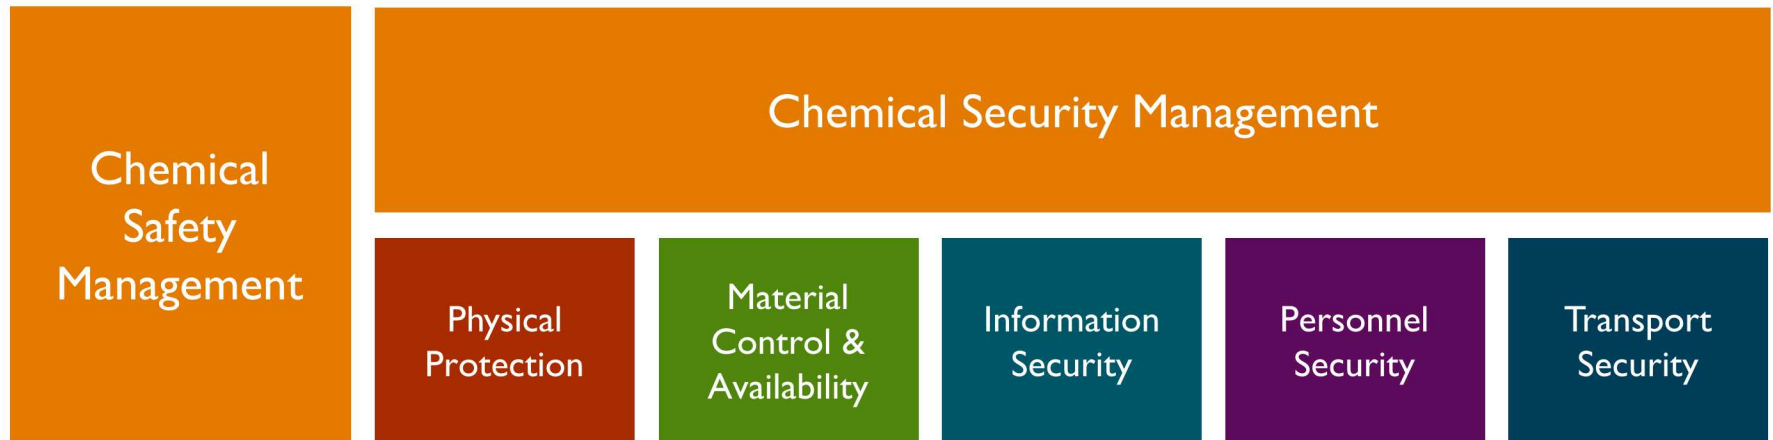 Chemical
Safety
Management
Chemical Security Management
Physical
Protection
Material
Control &
Availability
Information
Security
Personnel
Security
Transport
Security